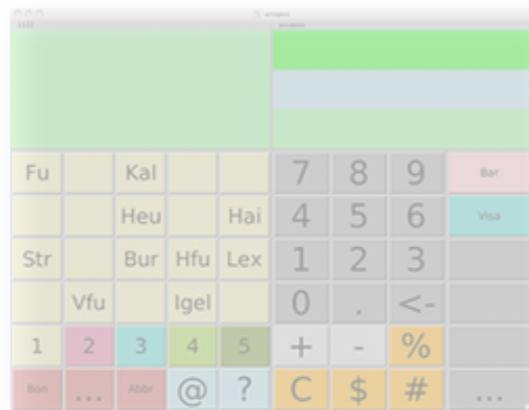 Fu Kal 7 8 9 Bar
Heu Hai 4 5 6 Visa
Str Bur Hfu Lex 1 2 3
Vfu Igel 0 . <-
1 2 3 4 5 + - %
Bon ... Abbr @ ? C $ # ...